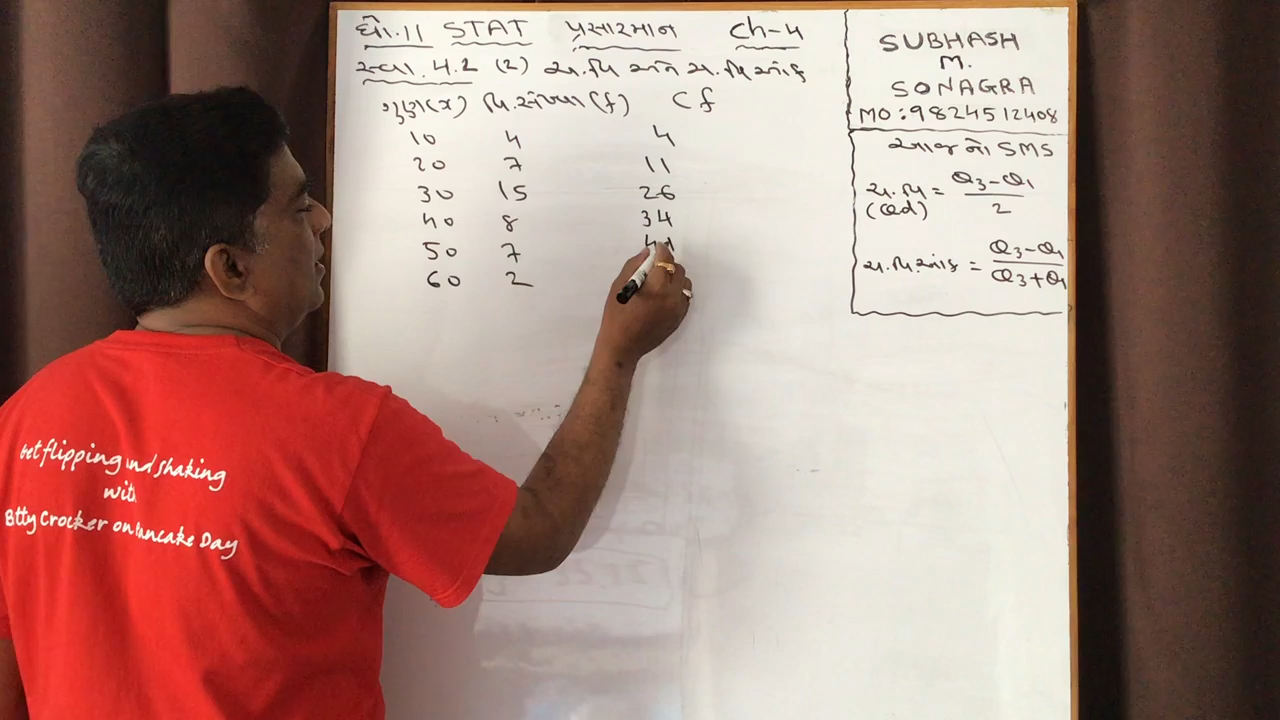 ધો.11 STAT પ્રસારમાન Ch-4
સ્વા.4.2 (2) ચ.વિ અને ચ.વિ અંક
ગુણ(x) વિ.સંખ્યા(f) Cf
10 4 4
20 7 11
30 15 26
40 8 34
50 7 41
60 2
SUBHASH
M.
SONAGRA
MO:9824512408
આજનો SMS
ચ.વિ = Q3-Q1
(Qd) 2
ચ.વિ.અંક = Q3-Q1
Q3+Q1
Get flipping and shaking
with
Btty Crocker on Pancake Day